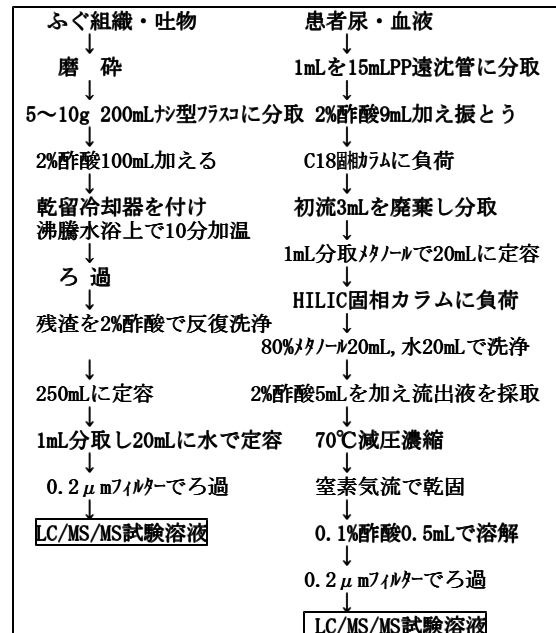 ふぐ組織・吐物
↓
磨　砕
↓
5～10g 200mLﾅｼ型ﾌﾗｽｺに分取
↓
2%酢酸100mL加える
↓
乾留冷却器を付け
沸騰水浴上で10分加温
↓
ろ 過
↓
残渣を2%酢酸で反復洗浄
↓
250mLに定容
↓
1mL分取し20mLに水で定容
↓
0.2μmﾌｨﾙﾀｰでろ過
↓
LC/MS/MS試験溶液
患者尿・血液
↓
1mLを15mLPP遠沈管に分取
↓
2%酢酸9mL加え振とう
↓
C18固相ｶﾗﾑに負荷
↓
初流3mLを廃棄し分取
↓
1mL分取ﾒﾀﾉｰﾙで20mLに定容
↓
HILIC固相カラムに負荷
↓
80%ﾒﾀﾉｰﾙ20mL,水20mLで洗浄
↓
2%酢酸5mLを加え流出液を採取
↓
70℃減圧濃縮
↓
窒素気流で乾固
↓
0.1%酢酸0.5mLで溶解
↓
0.2μmﾌｨﾙﾀｰでろ過
↓
LC/MS/MS試験溶液